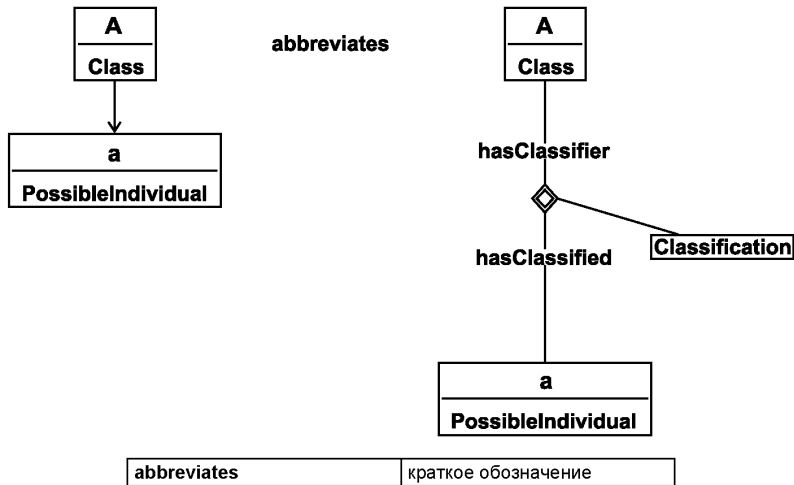 A
Class
a
PossibleIndividual
abbreviates
A
Class
hasClassifier
Classification
hasClassified
a
PossibleIndividual
abbreviates краткое обозначение